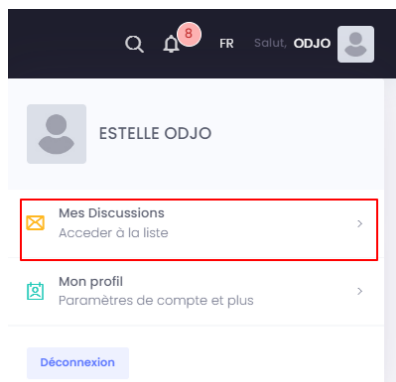 8
FR Salut, ODJO
ESTELLE ODJO
Mes Discussions
Acceder à la liste
Mon profil
Paramètres de compte et plus
Déconnexion